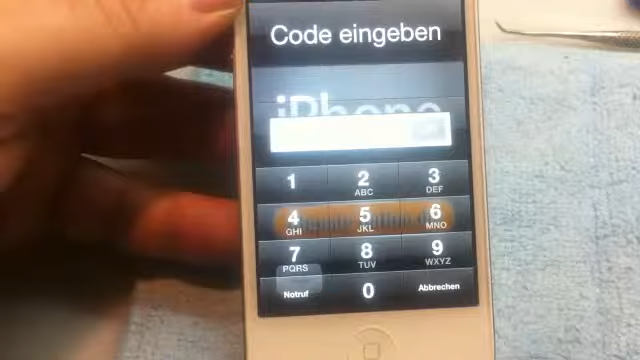 Code eingeben
iPhone
1 2 3
ABC DEF
4 5 6
GHI JKL MNO
7 8 9
PQRS TUV WXYZ
Notruf 0 Abbrechen